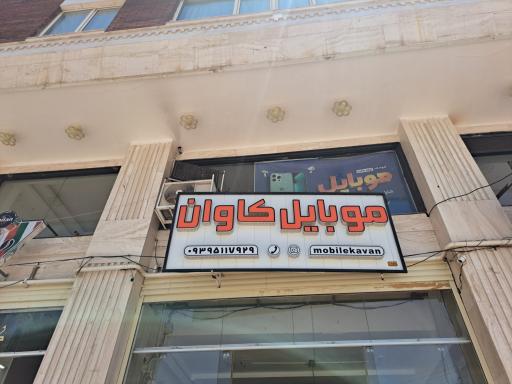 موبایل
موبایل کاوان
۰۹۳۹۵۱۱۷۹۲۹
mobilekavan